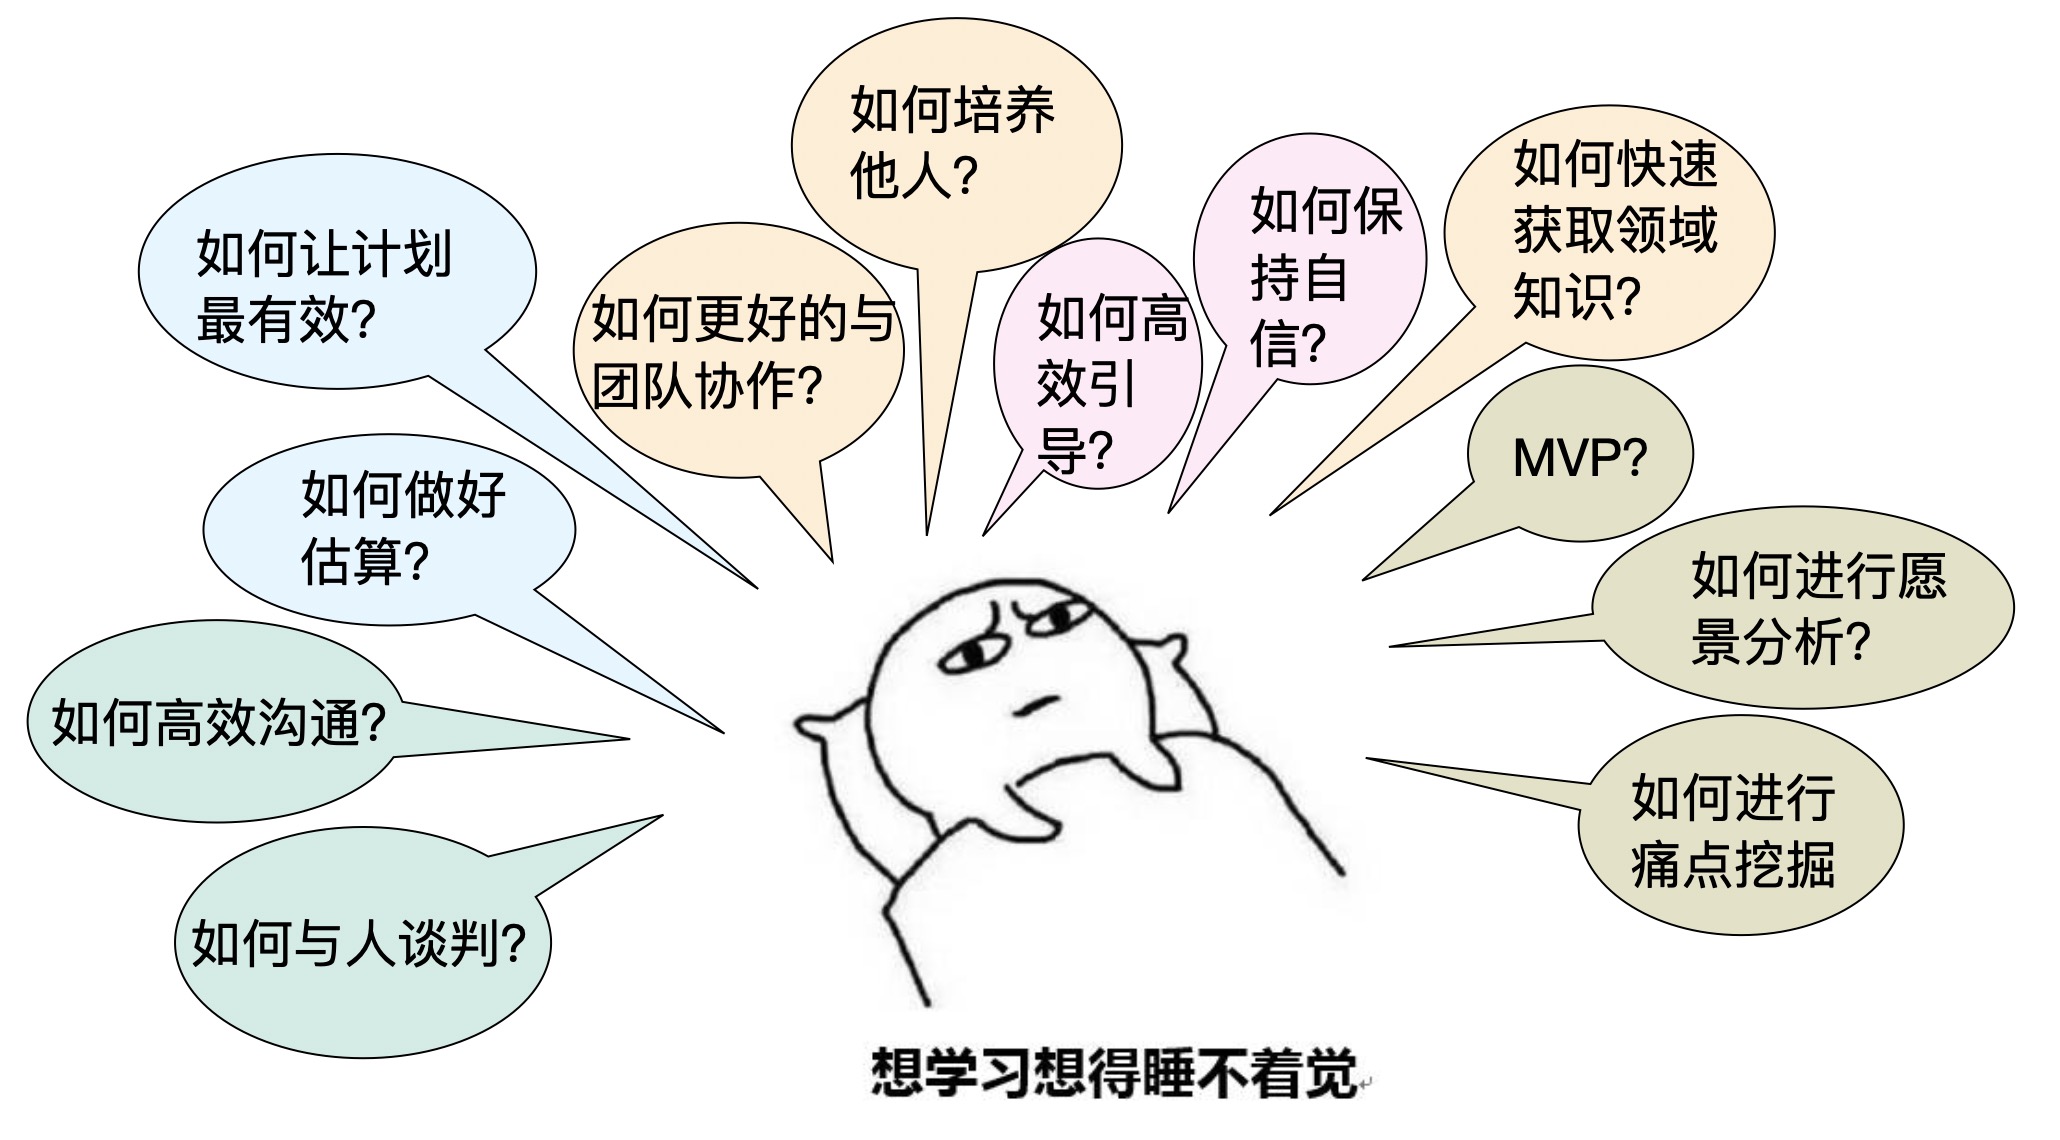 如何培养
他人?
如何让计划
最有效?
如何更好的与
团队协作?
如何高
效引
导?
如何保
持自
信?
如何快速
获取领域
知识?
MVP?
如何做好
估算?
如何进行愿
景分析?
如何高效沟通?
如何进行
痛点挖掘
如何与人谈判?
想学习想得睡不着觉